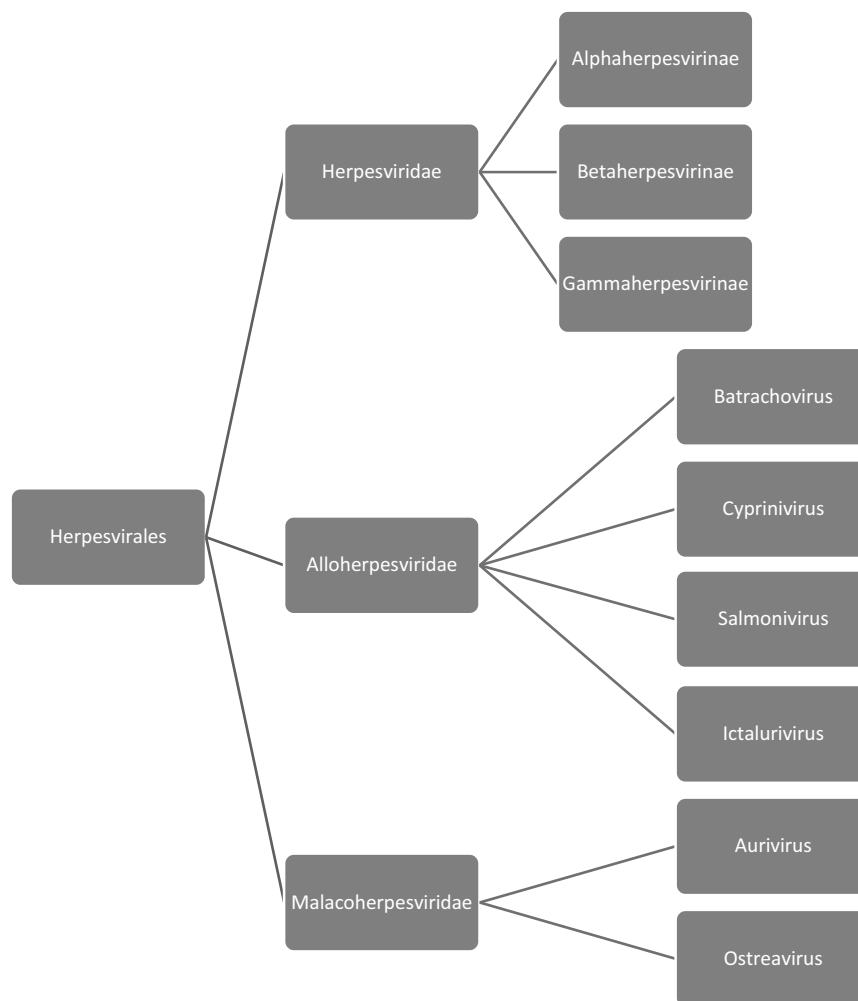 Alphaherpesvirinae
Herpesviridae
Betaherpesvirinae
Gammaherpesvirinae
Batrachovirus
Cyprinivirus
Herpesvirales
Alloherpesviridae
Salmonivirus
Ictalurivirus
Aurivirus
Malacoherpesviridae
Ostreavirus